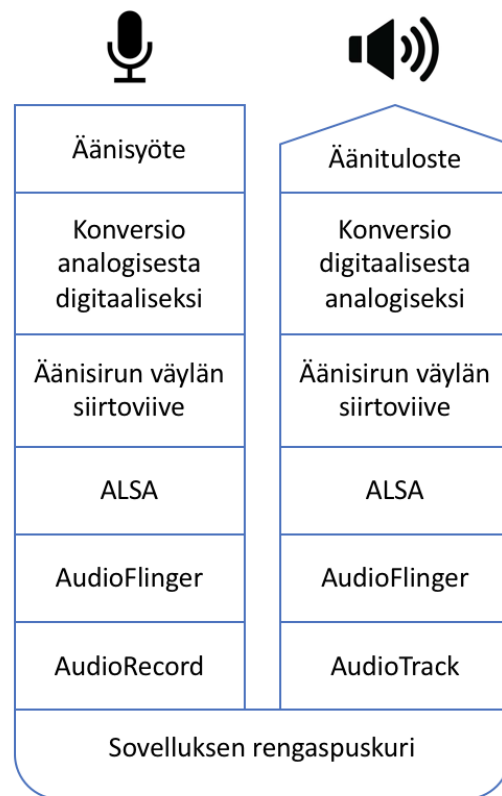 Äänisyöte
Konversio
analogisesta
digitaaliseksi
Äänisirun väylän
siirtoviive
ALSA
AudioFlinger
AudioRecord
Äänituloste
Konversio
digitaalisesta
analogiseksi
Äänisirun väylän
siirtoviive
ALSA
AudioFlinger
AudioTrack
Sovelluksen rengaspuskuri